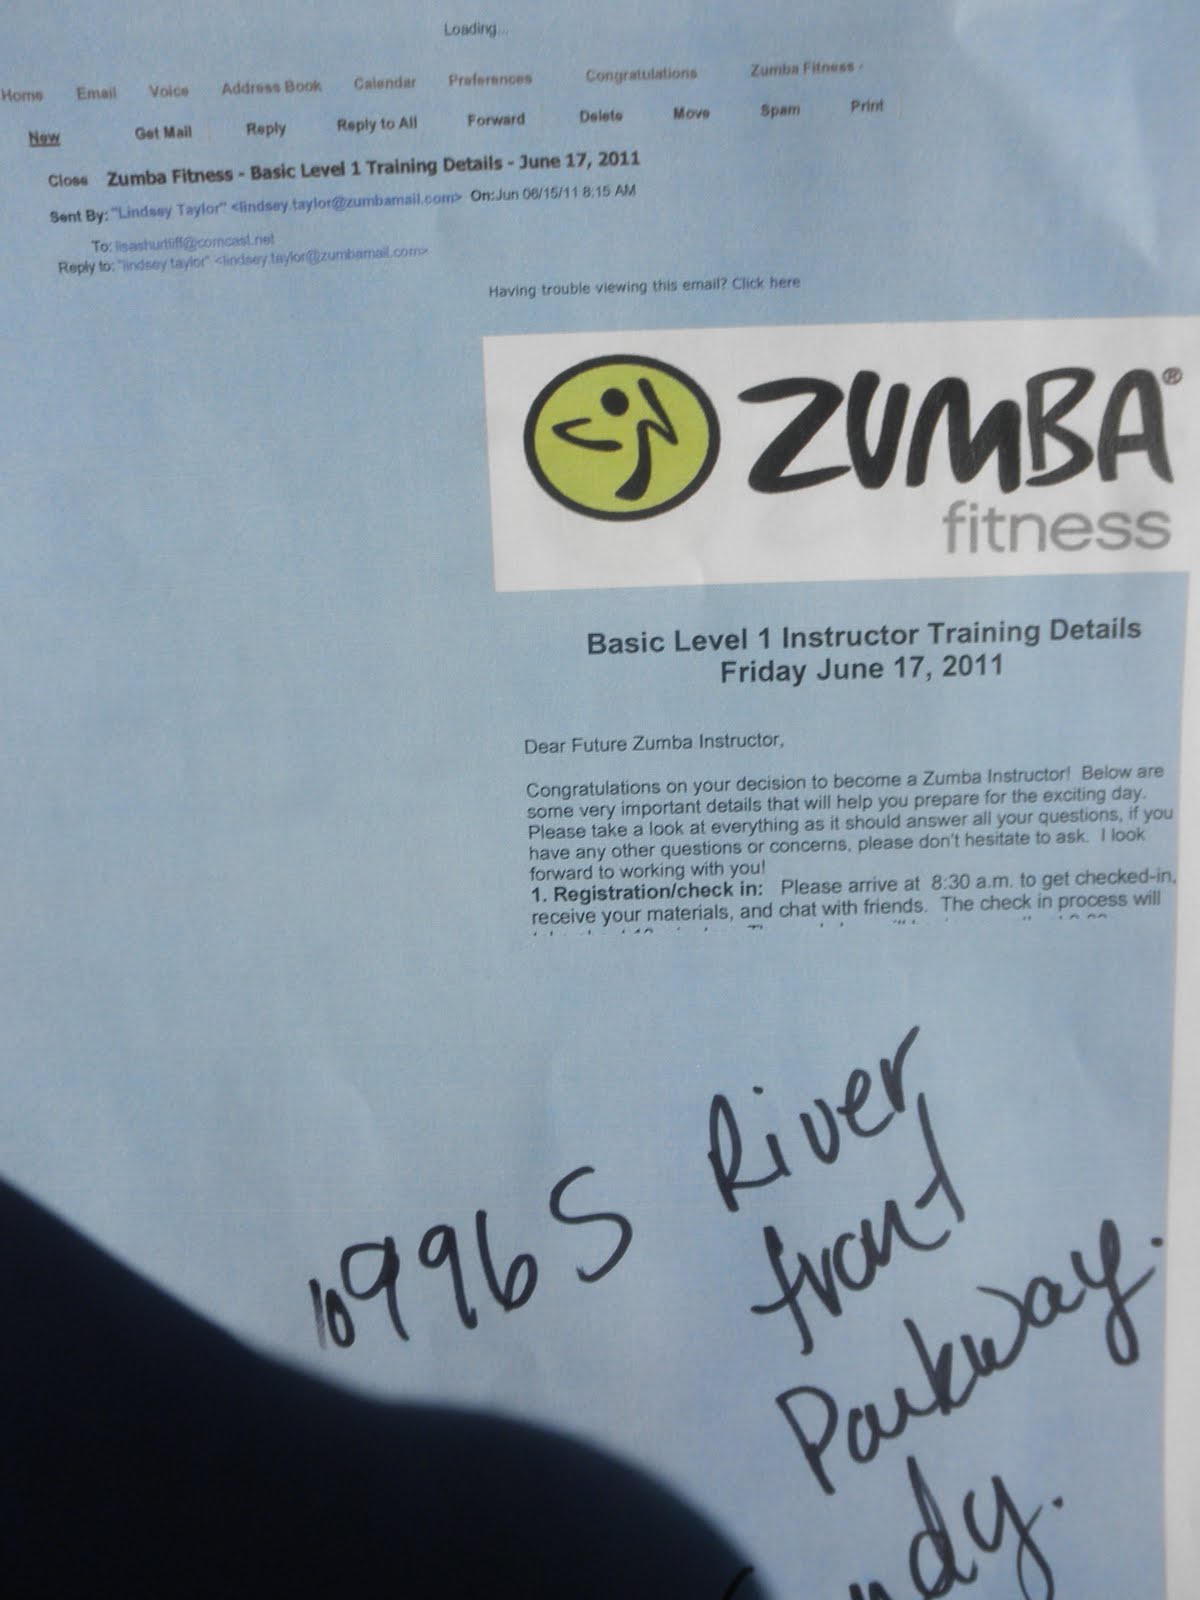 Loading...
Home Email Voice Address Book Calendar Preferences Congratulations Zumba Fitness -
New Get Mail Reply Reply to All Forward Delete Move Spam Print
Close Zumba Fitness - Basic Level 1 Training Details - June 17, 2011
Sent By: "Lindsey Taylor" <lindsey.taylor@zumbamail.com> On:Jun 06/15/11 8:15 AM
To: lisashurtliff@comcast.net
Reply to: "lindsey.taylor" <lindsey.taylor@zumbamail.com>
Having trouble viewing this email? Click here
ZUMBA®
fitness
Basic Level 1 Instructor Training Details
Friday June 17, 2011
Dear Future Zumba Instructor,
Congratulations on your decision to become a Zumba Instructor! Below are
some very important details that will help you prepare for the exciting day.
Please take a look at everything as it should answer all your questions, if you
have any other questions or concerns, please don't hesitate to ask. I look
forward to working with you!
1. Registration/check in: Please arrive at 8:30 a.m. to get checked-in,
receive your materials, and chat with friends. The check in process will
10996 S River
front
Parkway.